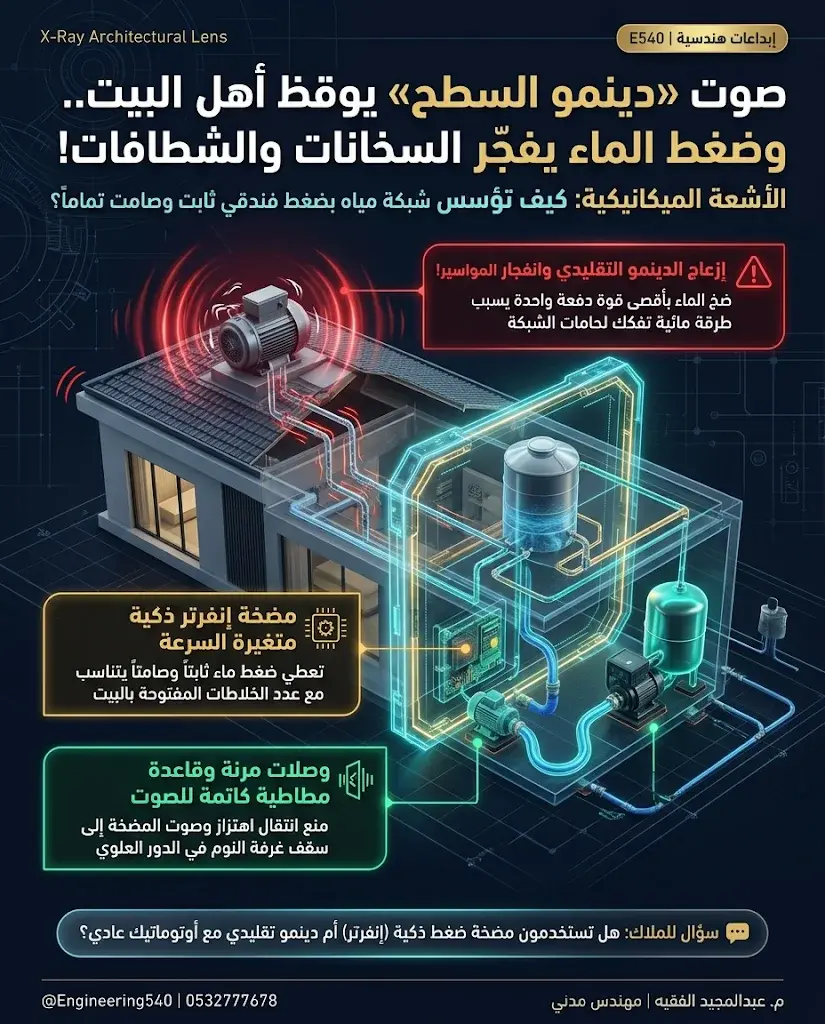 X-Ray Architectural Lens
إبداعات هندسية | E540
صوت «دينمو السطح» يوقظ أهل البيت..
وضغط الماء يفجّر السخانات والشطافات!
الأشعة الميكانيكية: كيف تؤسس شبكة مياه بضغط فندقي ثابت وصامت تماماً؟
إزعاج الدينمو التقليدي وانفجار المواسير!
ضخ الماء بأقصى قوة دفعة واحدة يسبب
طرقة مائية تفكك لحامات الشبكة
مضخة إنفرتر ذكية
متغيرة السرعة
تعطي ضغط ماء ثابتاً وصامتاً يتناسب
مع عدد الخلاطات المفتوحة بالبيت
وصلات مرنة وقاعدة
مطاطية كاتمة للصوت
منع انتقال اهتزاز وصوت المضخة إلى
سقف غرفة النوم في الدور العلوي
سؤال للملاك: هل تستخدمون مضخة ضغط ذكية (إنفرتر) أم دينمو تقليدي مع أوتوماتيك عادي؟
م. عبدالمجيد الفقيه | مهندس مدني
@Engineering540 | 0532777678